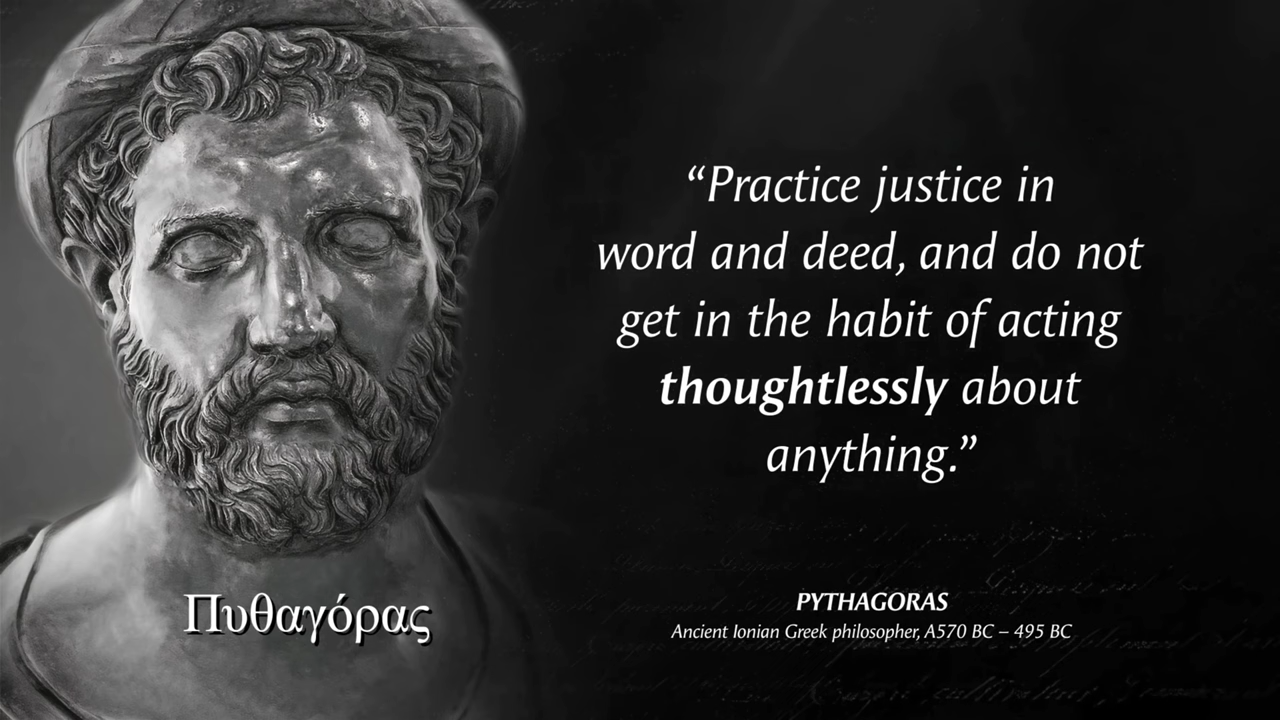 “Practice justice in
word and deed, and do not
get in the habit of acting
thoughtlessly about
anything.”
Πυθαγόρας
PYTHAGORAS
Ancient Ionian Greek philosopher, A570 BC – 495 BC